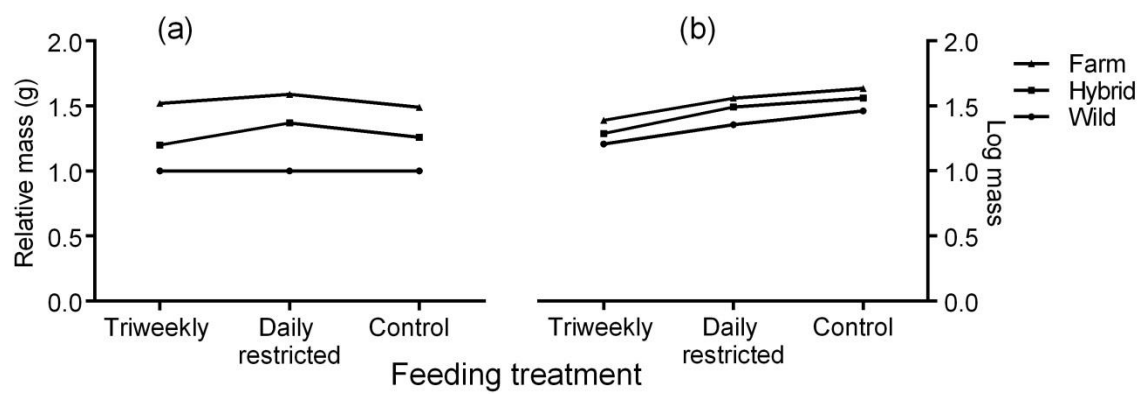 (a)
Relative mass (g)
2.0
1.5
1.0
0.5
0.0
Triweekly
Daily
restricted
Control
(b)
2.0
1.5
1.0
0.5
0.0
Log mass
Triweekly
Daily
restricted
Control
Feeding treatment
Farm
Hybrid
Wild